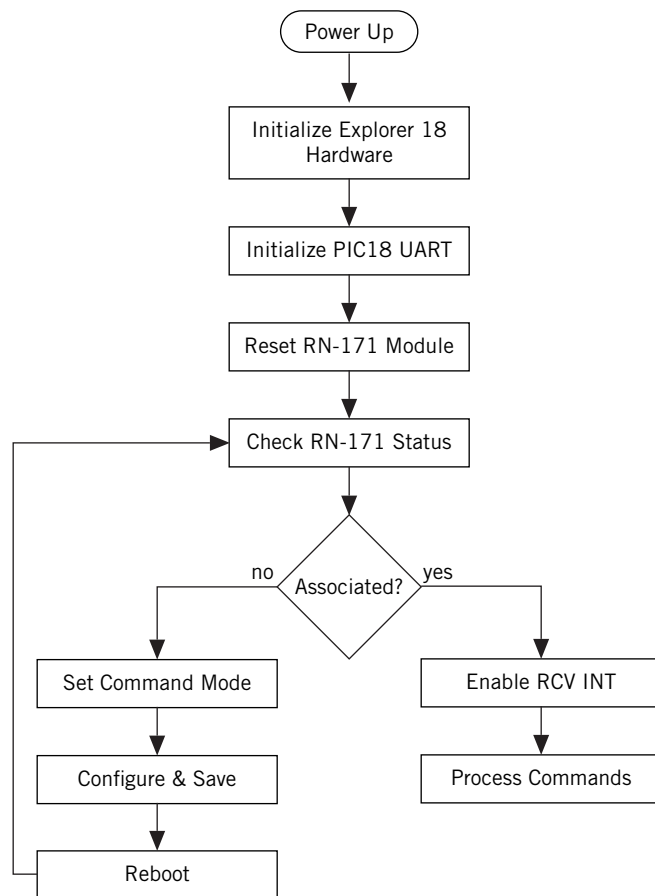 Power Up
Initialize Explorer 18
Hardware
Initialize PIC18 UART
Reset RN-171 Module
Check RN-171 Status
no
Associated?
yes
Set Command Mode
Enable RCV INT
Configure & Save
Process Commands
Reboot